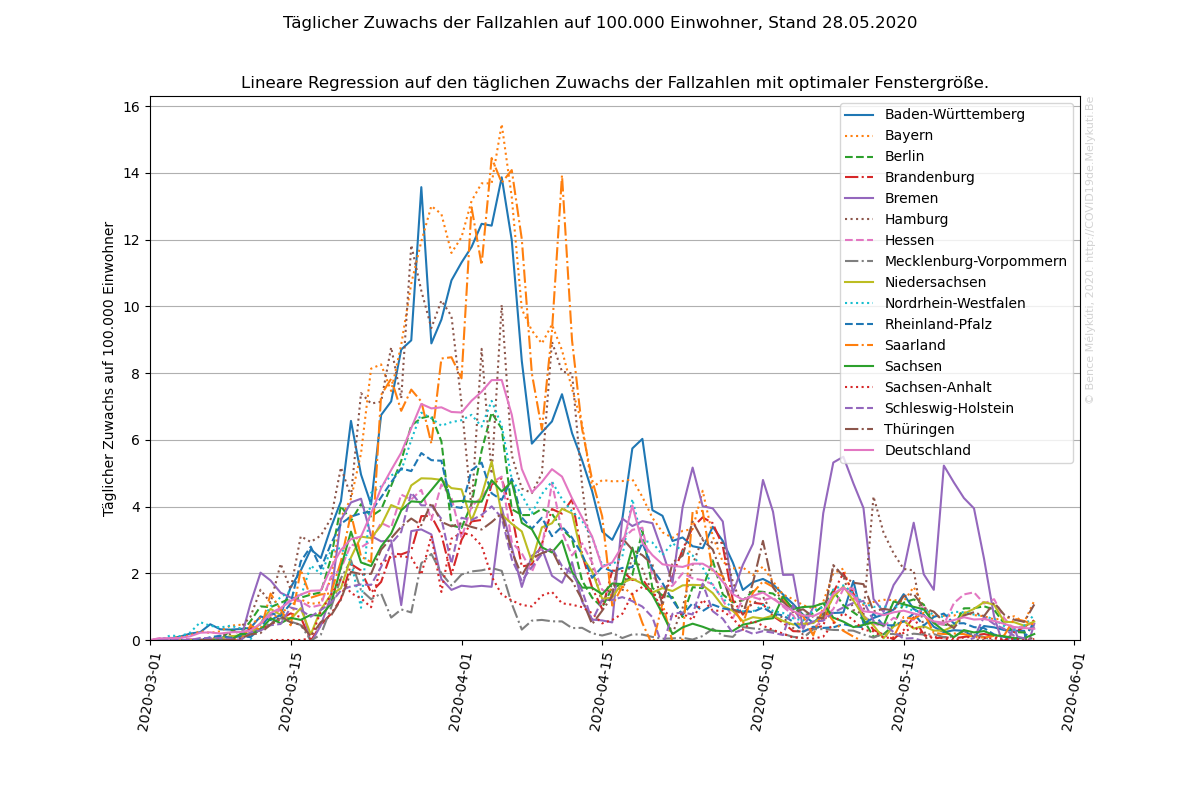 Täglicher Zuwachs der Fallzahlen auf 100.000 Einwohner, Stand 28.05.2020
Lineare Regression auf den täglichen Zuwachs der Fallzahlen mit optimaler Fenstergröße.
Täglicher Zuwachs auf 100.000 Einwohner
16
14
12
10
8
6
4
2
0
2020-03-01
2020-03-15
2020-04-01
2020-04-15
2020-05-01
2020-05-15
2020-06-01
Baden-Württemberg
Bayern
Berlin
Brandenburg
Bremen
Hamburg
Hessen
Mecklenburg-Vorpommern
Niedersachsen
Nordrhein-Westfalen
Rheinland-Pfalz
Saarland
Sachsen
Sachsen-Anhalt
Schleswig-Holstein
Thüringen
Deutschland
© Bence Mélykúti, 2020. http://COVID19de.Melykuti.Be